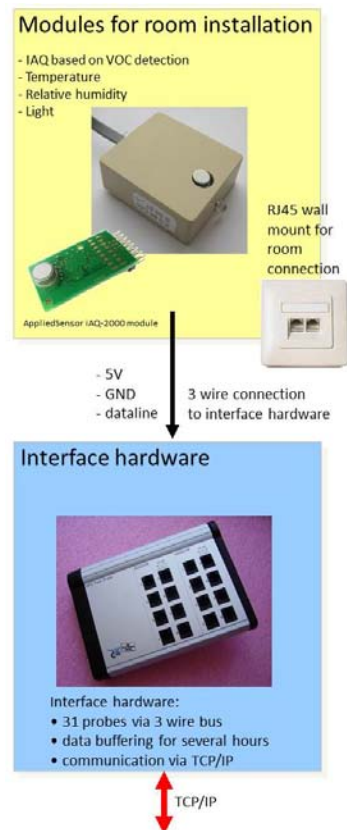 Modules for room installation
- IAQ based on VOC detection
- Temperature
- Relative humidity
- Light
RJ45 wall
mount for
room
connection
AppliedSensor iAQ-2000 module
- 5V
- GND
- dataline
3 wire connection
to interface hardware
Interface hardware
Interface hardware:
• 31 probes via 3 wire bus
• data buffering for several hours
• communication via TCP/IP
TCP/IP